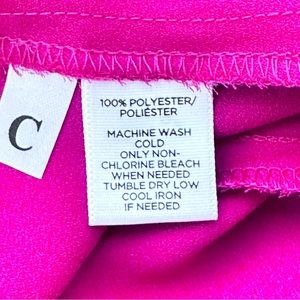 C
100% POLYESTER/
POLIÉSTER
MACHINE WASH
COLD
ONLY NON-
CHLORINE BLEACH
WHEN NEEDED
TUMBLE DRY LOW
COOL IRON
IF NEEDED